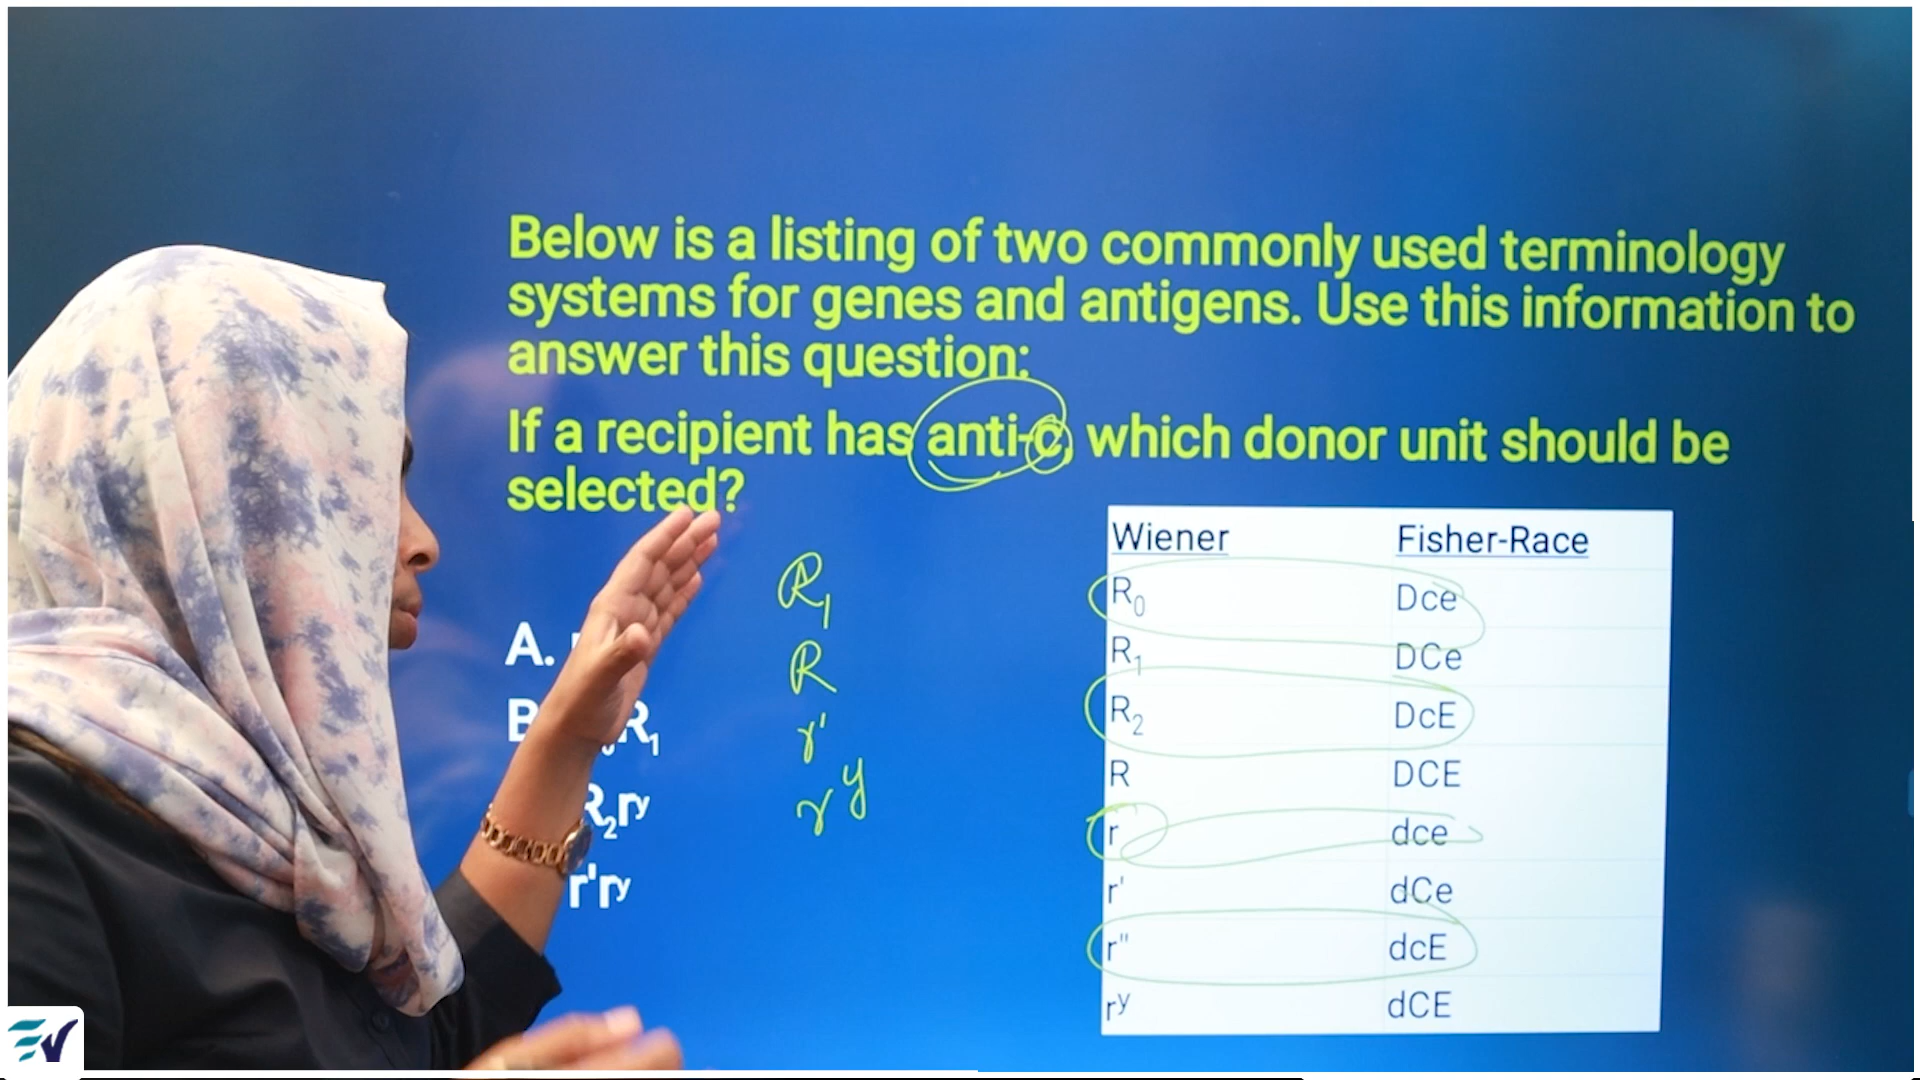 Below is a listing of two commonly used terminology
systems for genes and antigens. Use this information to
answer this question:
If a recipient has anti-c, which donor unit should be
selected?
A.
R₁
R₂rʸ
r'rʸ
R₁
R
r'
rʸ
Wiener Fisher-Race
R₀ Dce
R₁ DCe
R₂ DcE
R DCE
r dce
r' dCe
r" dcE
rʸ dCE